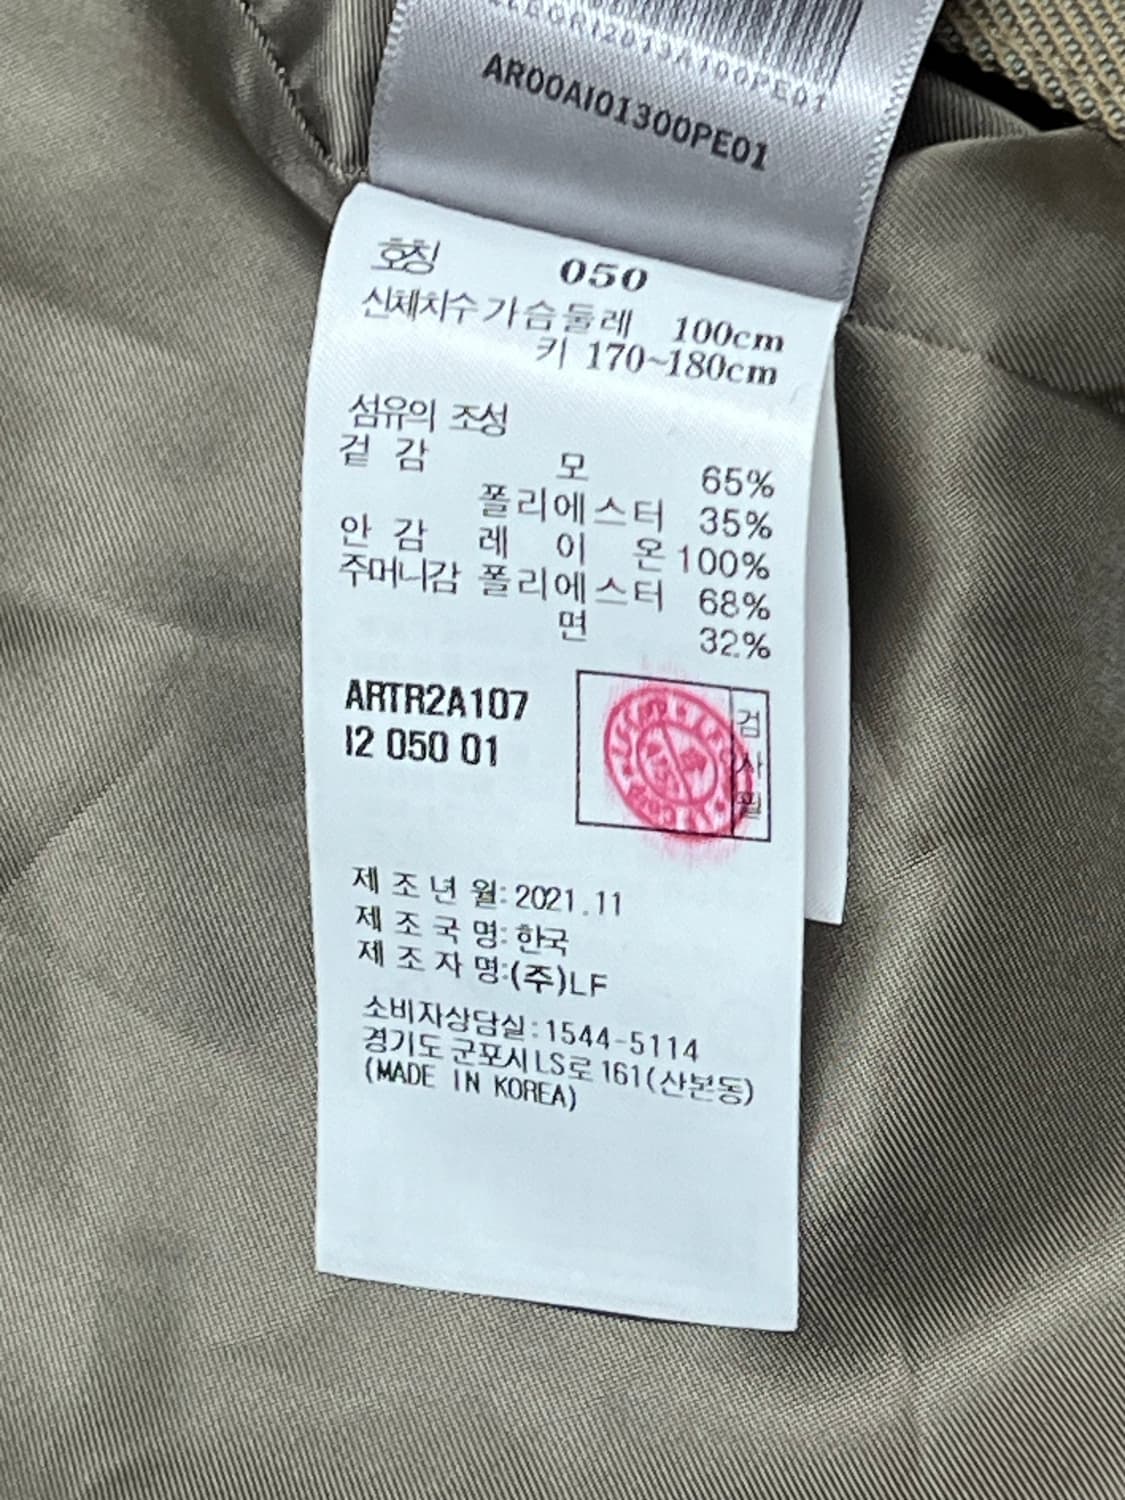 AR00AI01300PE01
호칭 050
신체치수 가슴둘레 100cm
키 170~180cm
섬유의 조성
겉 감 모 65%
폴리에스터 35%
안 감 레 이 온 100%
주머니감 폴리에스터 68%
면 32%
ARTR2A107
I2 050 01
검사필
제 조 년 월: 2021.11
제 조 국 명: 한국
제 조 자 명:(주)LF
소비자상담실: 1544-5114
경기도 군포시 LS로 161(산본동)
(MADE IN KOREA)